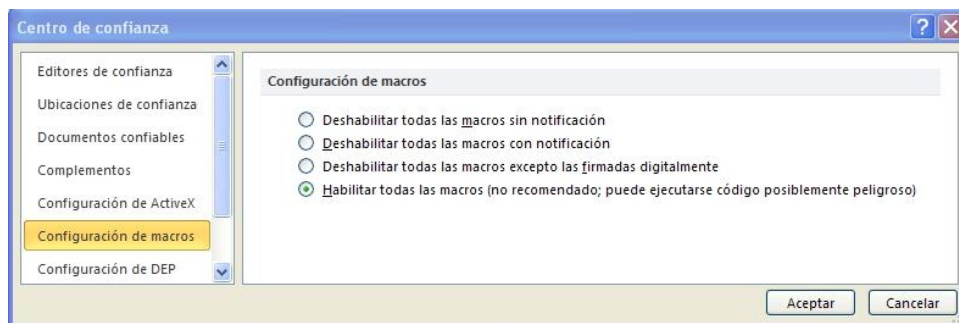 Centro de confianza
Editores de confianza
Ubicaciones de confianza
Documentos confiables
Complementos
Configuración de ActiveX
Configuración de macros
Configuración de DEP
Configuración de macros
Deshabilitar todas las macros sin notificación
Deshabilitar todas las macros con notificación
Deshabilitar todas las macros excepto las firmadas digitalmente
Habilitar todas las macros (no recomendado; puede ejecutarse código posiblemente peligroso)
Aceptar Cancelar